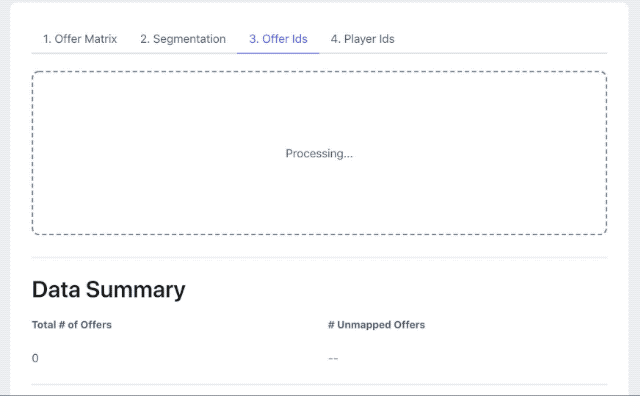 1. Offer Matrix 2. Segmentation 3. Offer Ids 4. Player Ids
Processing...
Data Summary
Total # of Offers # Unmapped Offers
0 --